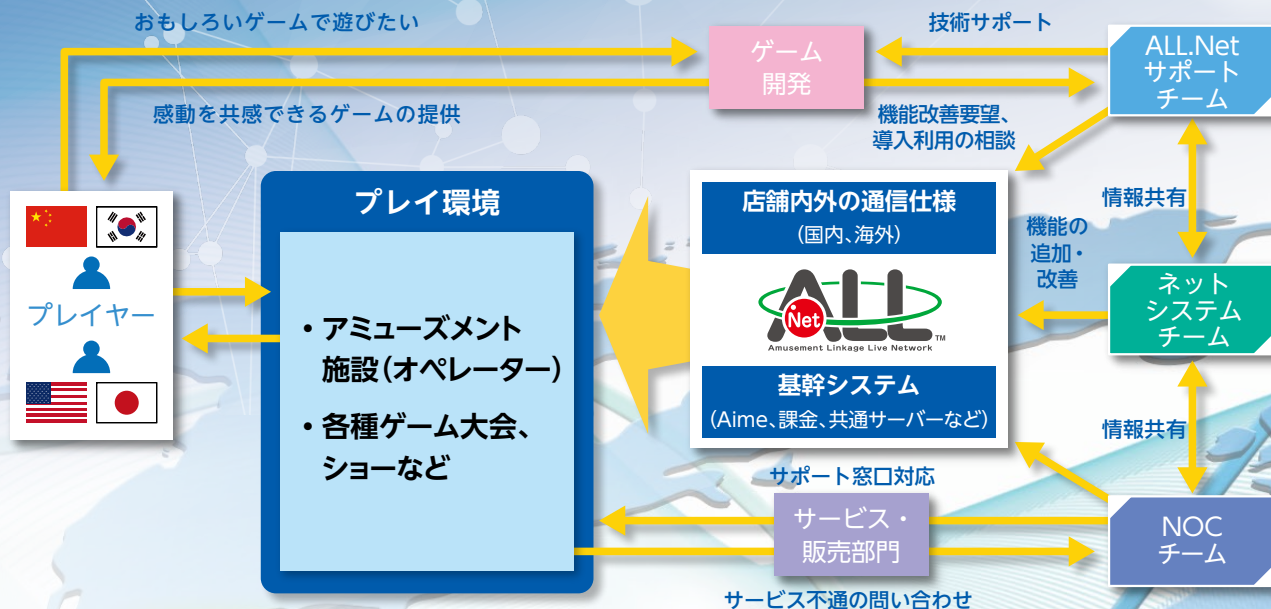 おもしろいゲームで遊びたい
感動を共感できるゲームの提供
ゲーム
開発
技術サポート
機能改善要望、
導入利用の相談
ALL.Net
サポート
チーム
プレイヤー
プレイ環境
・アミューズメント
施設(オペレーター)
・各種ゲーム大会、
ショーなど
店舗内外の通信仕様
(国内、海外)
ALL
Net
TM
Amusement Linkage Live Network
基幹システム
(Aime、課金、共通サーバーなど)
情報共有
機能の
追加・
改善
ネット
システム
チーム
情報共有
サポート窓口対応
サービス・
販売部門
サービス不通の問い合わせ
NOC
チーム